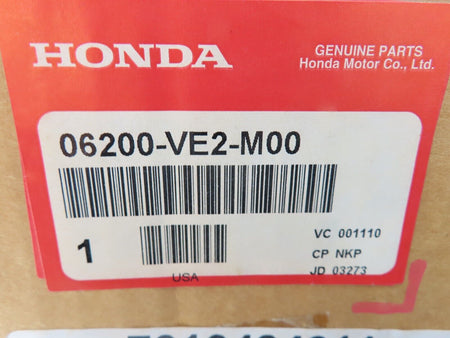 HONDA
GENUINE PARTS
Honda Motor Co., Ltd.
06200-VE2-M00
1
VC 001110
CP NKP
JD 03273
USA